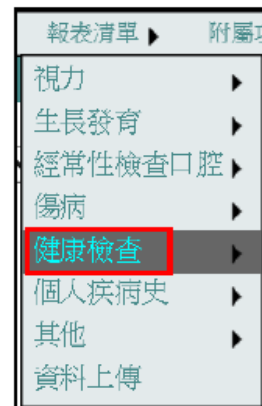 報表清單▶ 附屬
視力 ▶
生長發育 ▶
經常性檢查口腔▶
傷病 ▶
健康檢查 ▶
個人疾病史 ▶
其他 ▶
資料上傳